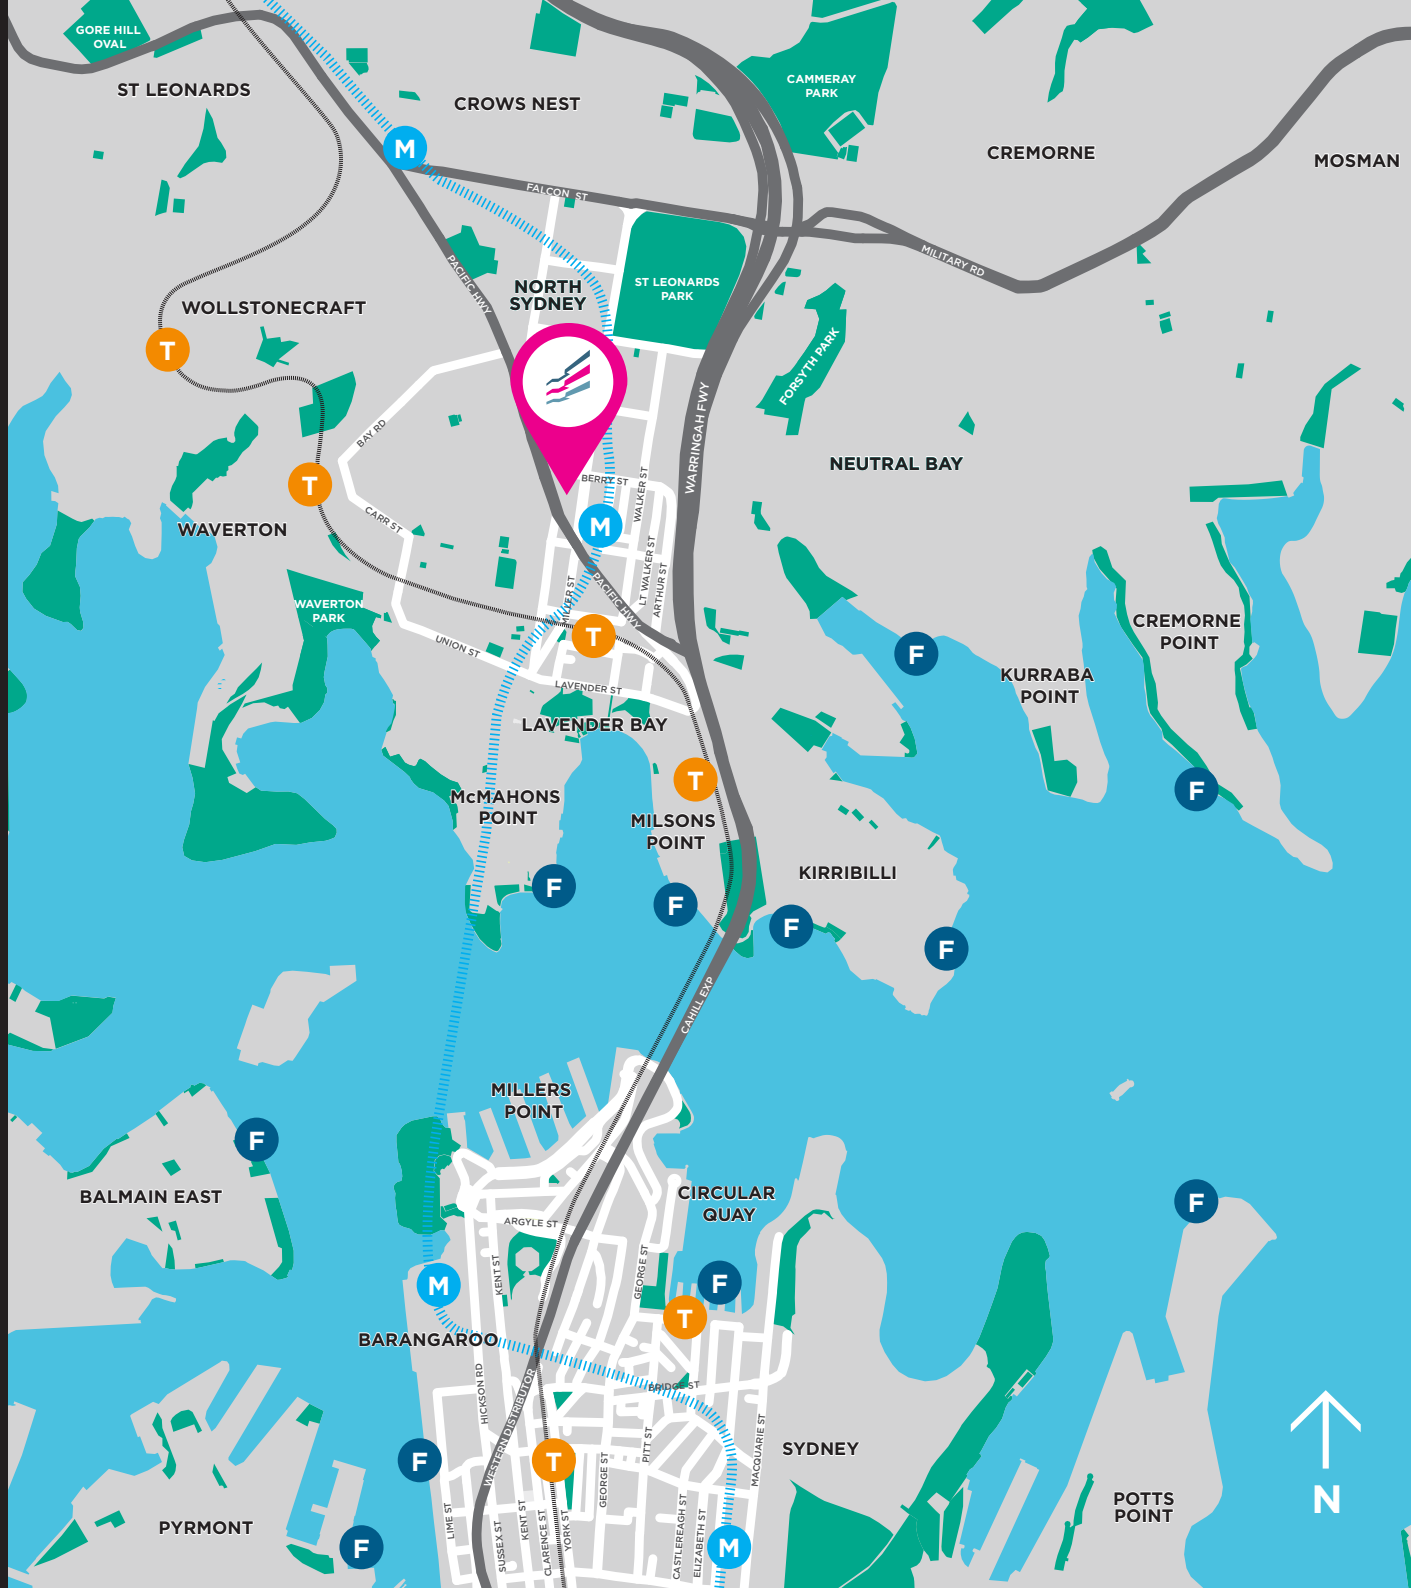 GORE HILL
OVAL
ST LEONARDS
CROWS NEST
CAMMERAY
PARK
CREMORNE
MOSMAN
M
FALCON ST
MILITARY RD
PACIFIC HWY
NORTH
SYDNEY
ST LEONARDS
PARK
WOLLSTONECRAFT
T
FORSYTH PARK
BAY RD
WARRINGAH FWY
NEUTRAL BAY
T
BERRY ST
WALKER ST
CARR ST
WAVERTON
M
LT WALKER ST
ARTHUR ST
PACIFIC HWY
MILLER ST
WAVERTON
PARK
T
UNION ST
F
CREMORNE
POINT
KURRABA
POINT
LAVENDER ST
LAVENDER BAY
T
F
McMAHONS
POINT
MILSONS
POINT
KIRRIBILLI
F
F
F
F
CAHILL EXP
MILLERS
POINT
F
BALMAIN EAST
CIRCULAR
QUAY
F
ARGYLE ST
KENT ST
GEORGE ST
M
F
T
BARANGAROO
BRIDGE ST
HICKSON RD
WESTERN DISTRIBUTOR
PITT ST
MACQUARIE ST
SYDNEY
F
T
GEORGE ST
N
LIME ST
SUSSEX ST
KENT ST
CLARENCE ST
YORK ST
CASTLEREAGH ST
ELIZABETH ST
POTTS
POINT
PYRMONT
F
M